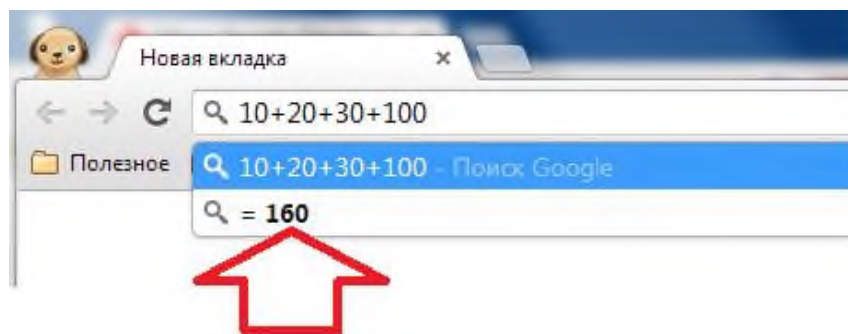 Новая вкладка
10+20+30+100
Полезное
10+20+30+100 - Поиск Google
= 160